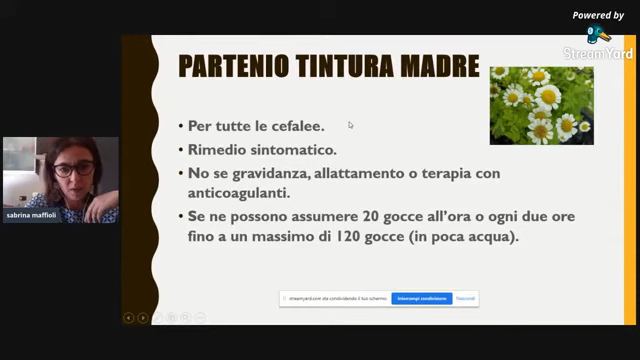 Powered by
StreamYard
PARTENIO TINTURA MADRE
• Per tutte le cefalee.
• Rimedio sintomatico.
• No se gravidanza, allattamento o terapia con
anticoagulanti.
• Se ne possono assumere 20 gocce all'ora o ogni due ore
fino a un massimo di 120 gocce (in poca acqua).
sabrina maffioli
streamyard.com sta condividendo il tuo schermo.
Interrompi condivisione
Nascondi